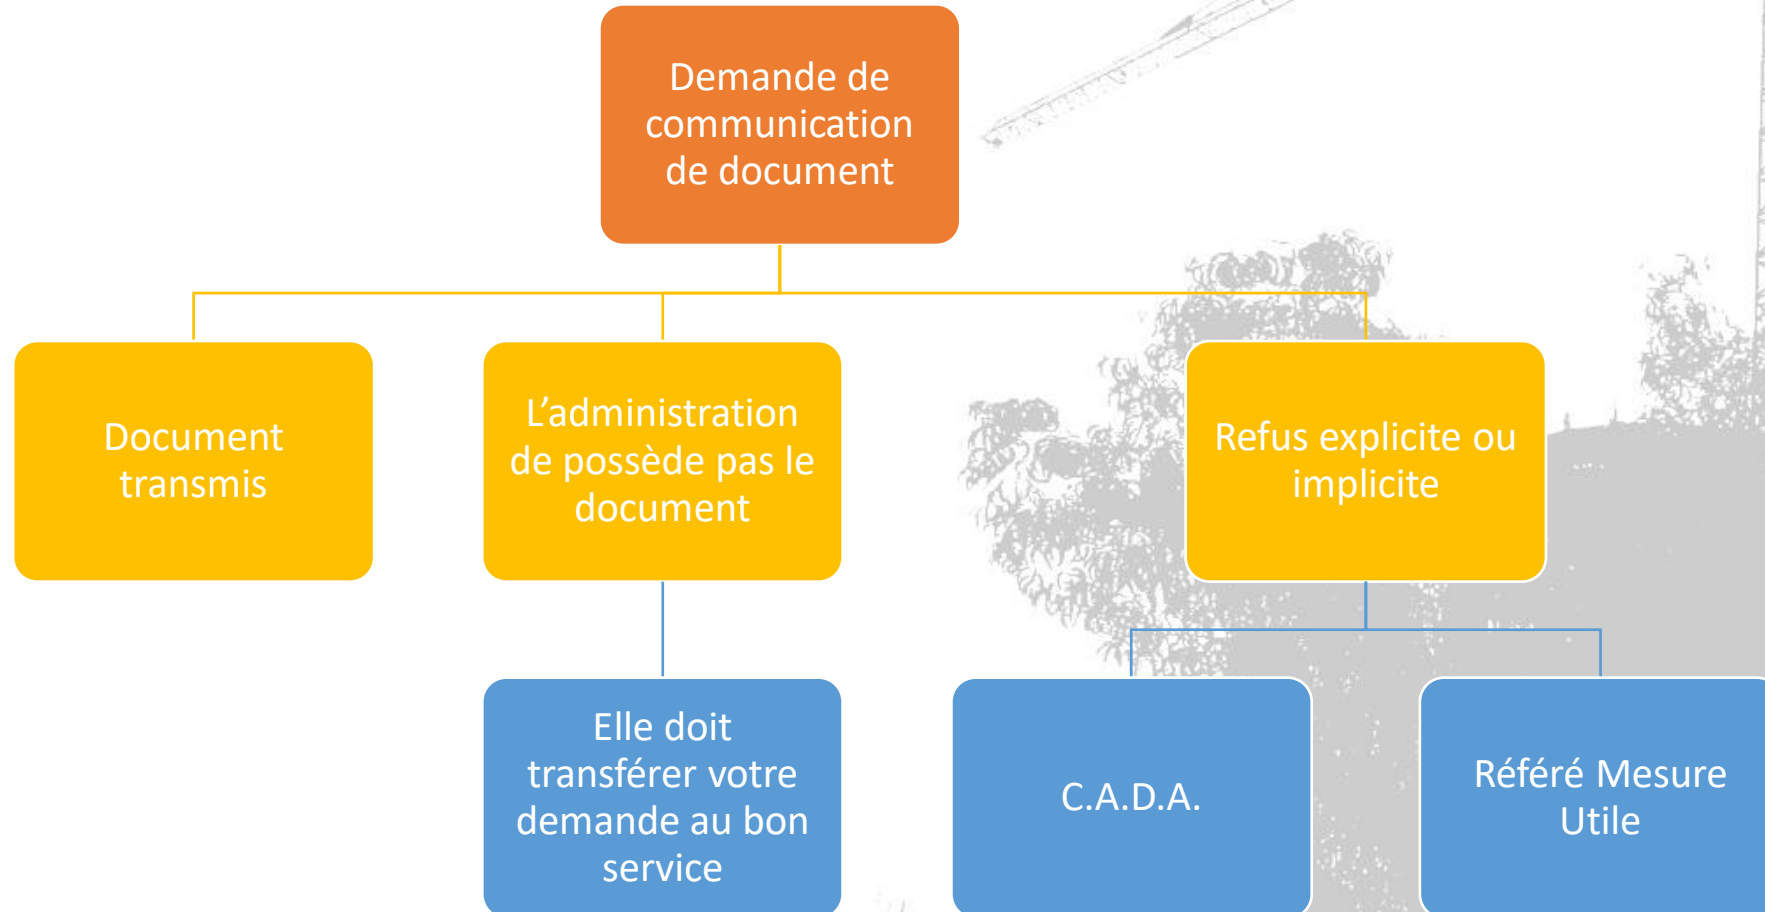 Demande de
communication
de document
Document
transmis
L’administration
de possède pas le
document
Refus explicite ou
implicite
Elle doit
transférer votre
demande au bon
service
C.A.D.A.
Référé Mesure
Utile